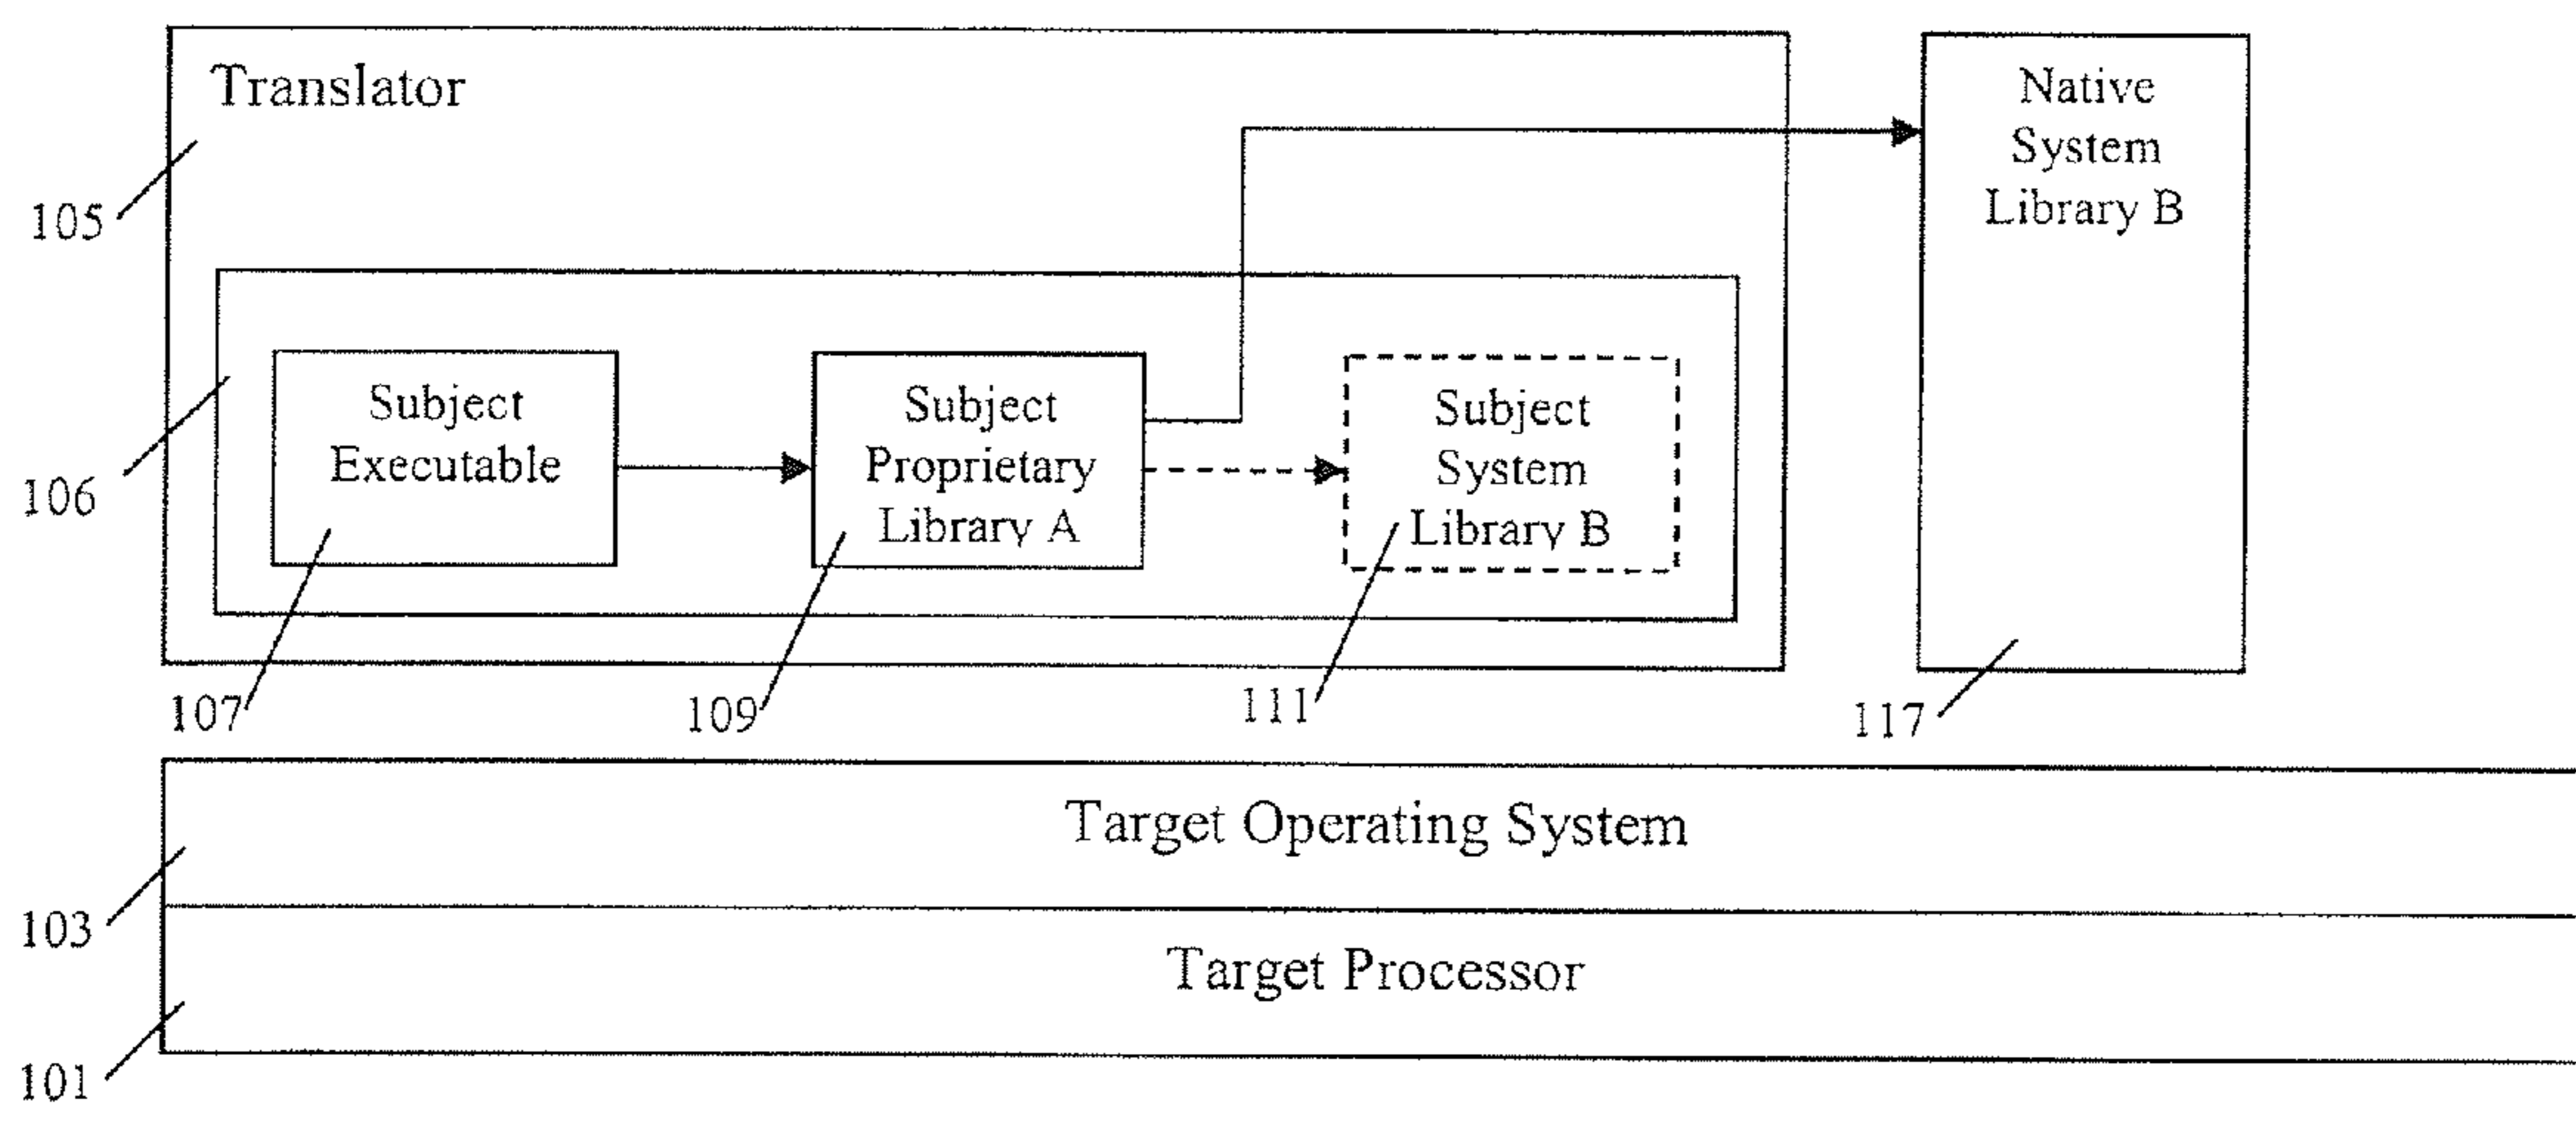 Translator
Native
System
Library B
105
Subject
Executable
Subject
Proprietary
Library A
Subject
System
Library B
106
107
109
111
117
Target Operating System
103
Target Processor
101